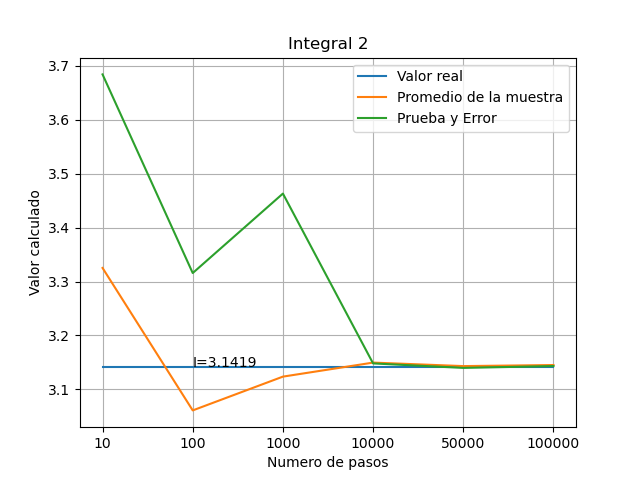 Integral 2
3.7
3.6
3.5
3.4
3.3
3.2
3.1
Valor calculado
Valor real
Promedio de la muestra
Prueba y Error
I=3.1419
10
100
1000
10000
50000
100000
Numero de pasos